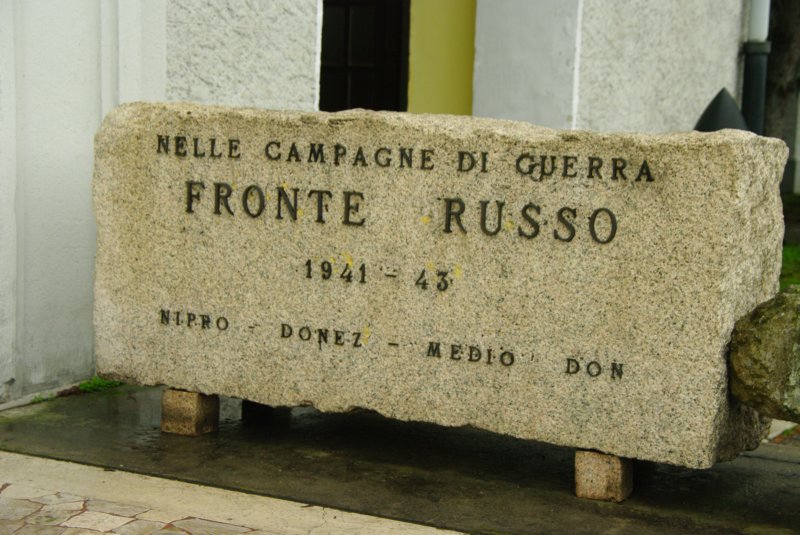 NELLE CAMPAGNE DI GUERRA
FRONTE RUSSO
1941 - 43
NIPRO - DONEZ - MEDIO DON